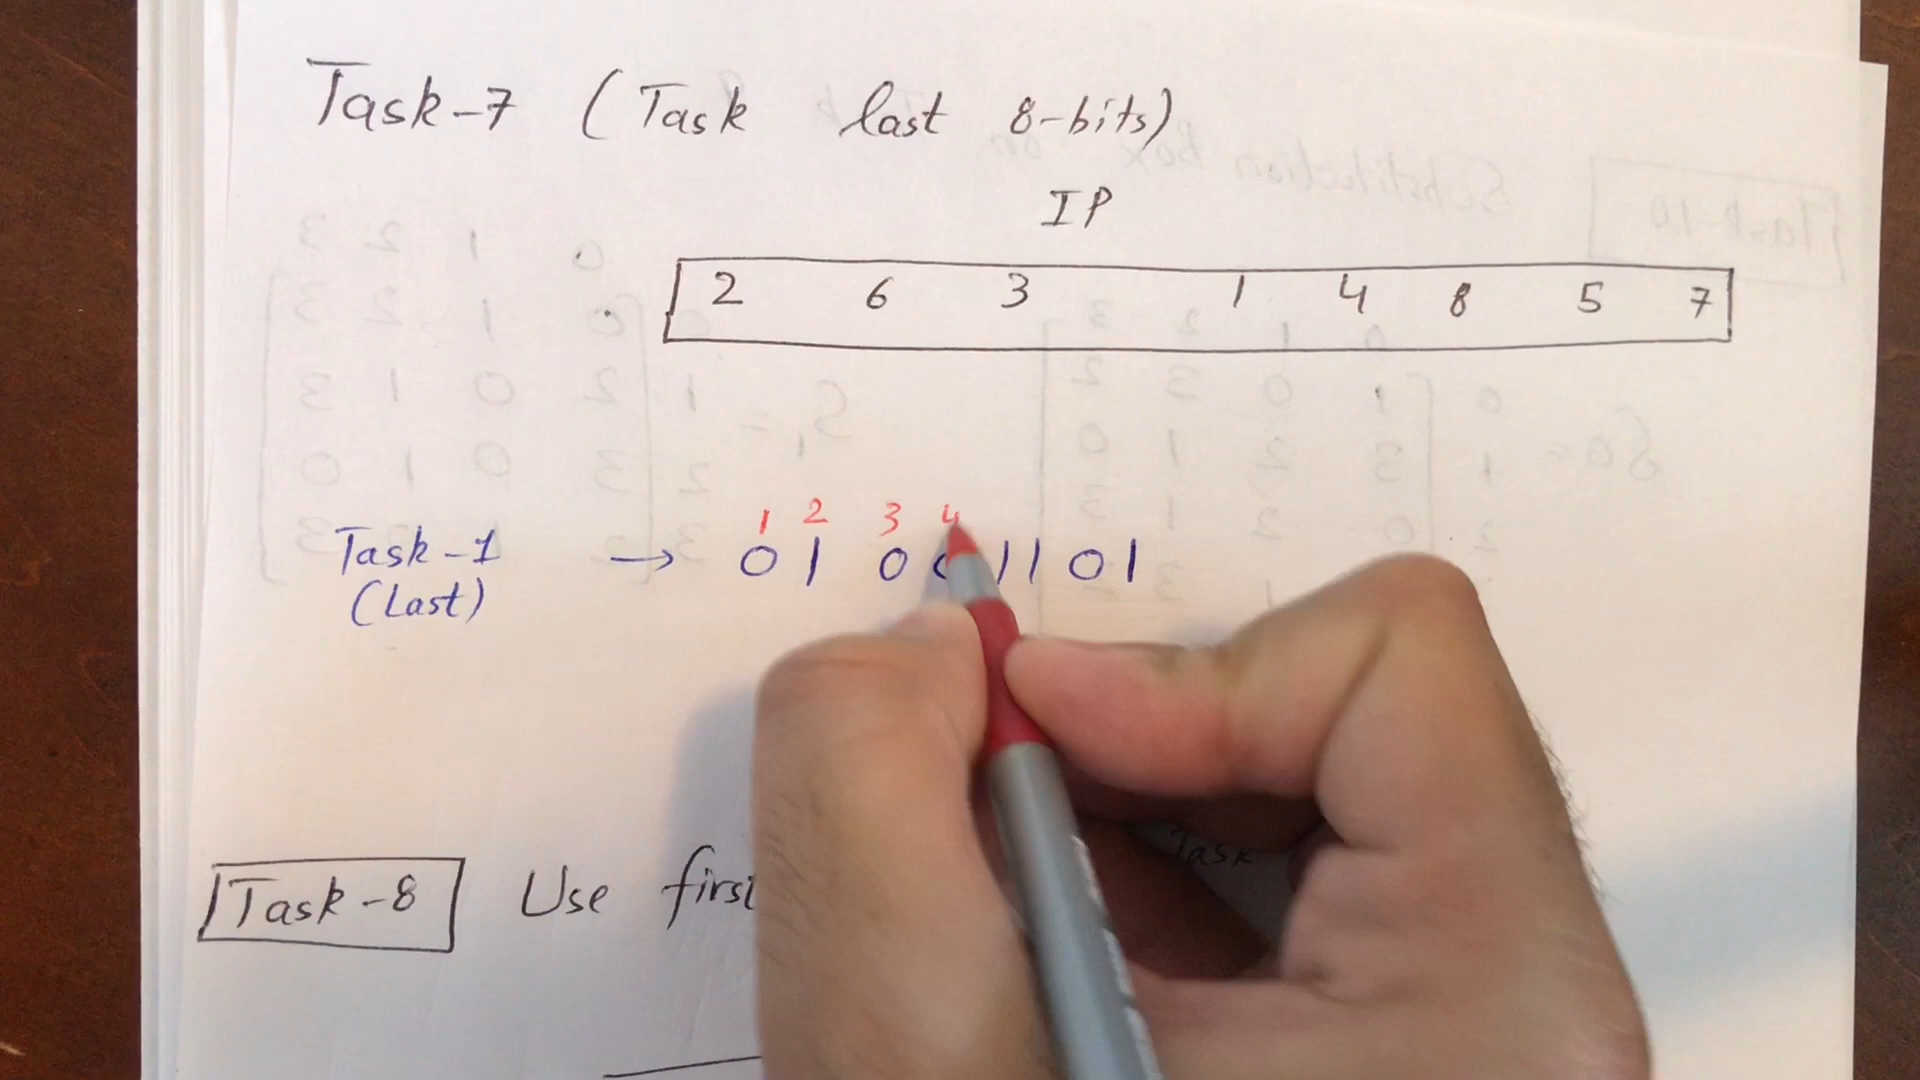 Task-7 (Task last 8-bits)
IP
2 6 3 1 4 8 5 7
1 2 3 4
Task-1 → 0 1 0 0 1 1 0 1
(Last)
Task-8 Use first
Task